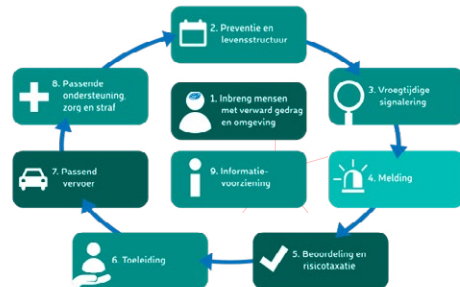 2. Preventie en
levensstructuur
8. Passende
ondersteuning,
zorg en straf
1. Inbreng mensen
met verward gedrag
en omgeving
3. Vroegtijdige
signalering
7. Passend
vervoer
9. Informatie-
voorziening
4. Melding
6. Toeleiding
5. Beoordeling en
risicotaxatie